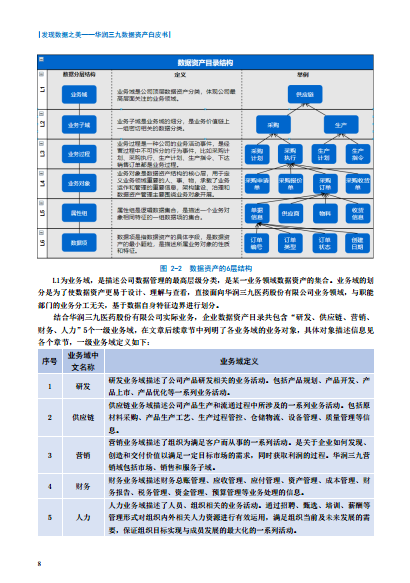 |发现数据之美——华润三九数据资产白皮书|
数据资产目录结构
数据分层结构 定义 举例
L1 业务域 业务域是公司顶层数据资产分类，体现公司最
高层面关注的业务领域。 供应链
L2 业务子域 业务子域是业务域的细分，是业务价值链上
一组密切相关的数据分类。 采购 生产
L3 业务过程 业务过程是一种公司的业务活动事件，是经
营过程中不可拆分的行为事件，比如采购计
划、采购执行、生产计划、生产指令、下达
销售订单都是业务过程。 采购计划 采购执行 生产计划 生产指令
L4 业务对象 业务对象是数据资产结构的核心层，用于定
义业务领域重要的人、事、物，承载了业务
运作和管理的重要信息，架构建设、治理和
数据资产管理主要围绕业务对象开展。 采购申请单 采购报价单 采购订单 采购收货单
L5 属性组 属性组是逻辑数据集合，是描述一个业务对
象相同特征的一组数据项的集合。 单据信息 供应商 物料 收货信息
L6 数据项 数据项是指数据资产的具体字段，是数据资
产的最小颗粒，是描述所属业务对象的性质
和特征。 订单编号 订单类型 订单状态 创建日期
图 2-2 数据资产的6层结构
L1为业务域，是描述公司数据管理的最高层级分类，是某一业务领域数据资产的集合。业务域的划
分是为了使数据资产更易于设计、理解与查看，直接面向华润三九医药股份有限公司业务领域，与职能
部门的业务分工无关，基于数据自身特征边界进行划分。
结合华润三九医药股份有限公司实际业务，企业数据资产目录共包含“研发、供应链、营销、
财务、人力”5个一级业务域，在文章后续章节中列明了各业务域的业务对象，具体对象描述信息见
各个章节，一级业务域定义如下：
序号 业务域中文名称 业务域定义
1 研发 研发业务域描述了公司产品研发相关的业务活动。包括产品规划、产品开发、产
品上市、产品优化等一系列业务活动。
2 供应链 供应链业务域描述公司产品生产和流通过程中所涉及的一系列业务活动。包括原
材料采购、产品生产工艺、生产过程管控、仓储物流、设备管理、质量管理等信
息。
3 营销 营销业务域描述了组织为满足客户而从事的一系列活动。是关于企业如何发现、
创造和交付价值以满足一定目标市场的需求，同时获取利润的过程。华润三九营
销域包括市场、销售和服务子域。
4 财务 财务业务域描述财务总账管理、应收管理、应付管理、资产管理、成本管理、财
务报告、税务管理、资金管理、预算管理等业务处理的信息。
5 人力 人力业务域描述了人员、组织相关的业务活动。通过招聘、甄选、培训、薪酬等
管理形式对组织内外相关人力资源进行有效运用，满足组织当前及未来发展的需
要，保证组织目标实现与成员发展的最大化的一系列活动。
8